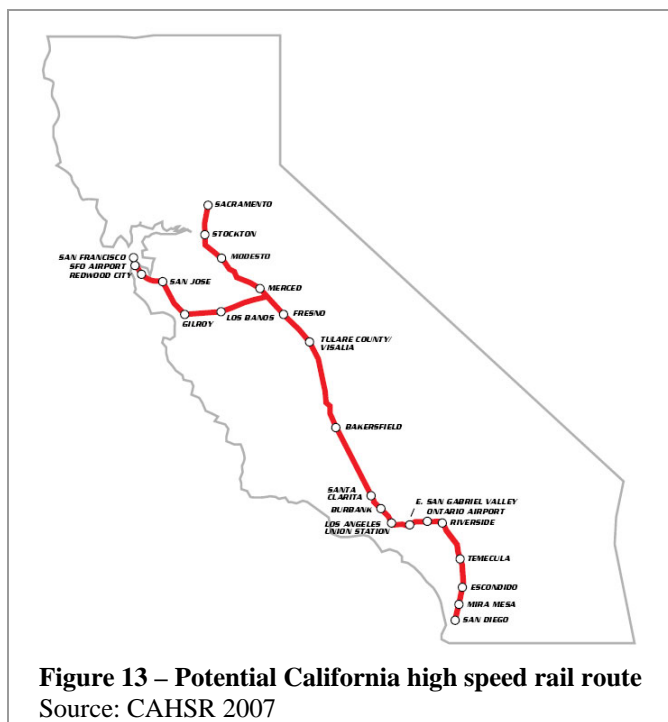 SACRAMENTO
STOCKTON
MODESTO
SAN FRANCISCO
SFO AIRPORT
REDWOOD CITY
SAN JOSE
MERCED
GILROY
LOS BANOS
FRESNO
TULARE COUNTY/
VISALIA
BAKERSFIELD
SANTA
CLARITA
BURBANK
LOS ANGELES
UNION STATION
E. SAN GABRIEL VALLEY
ONTARIO AIRPORT
RIVERSIDE
TEMECULA
ESCONDIDO
MIRA MESA
SAN DIEGO
Figure 13 – Potential California high speed rail route
Source: CAHSR 2007